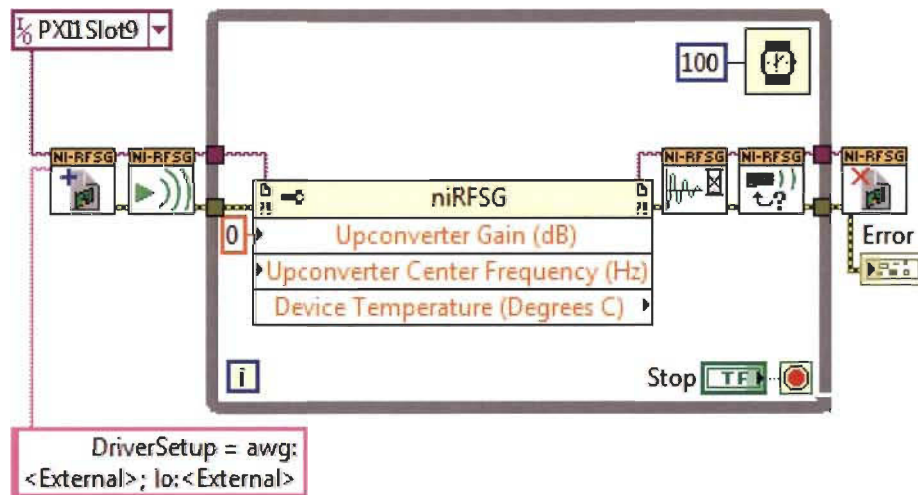 I/O PXI1Slot9
100
NI-RFSG NI-RFSG
NI-RFSG NI-RFSG NI-RFSG
niRFSG
0
Upconverter Gain (dB)
Upconverter Center Frequency (Hz)
Device Temperature (Degrees C)
Error
i
Stop TF
DriverSetup = awg:
<External>; lo:<External>